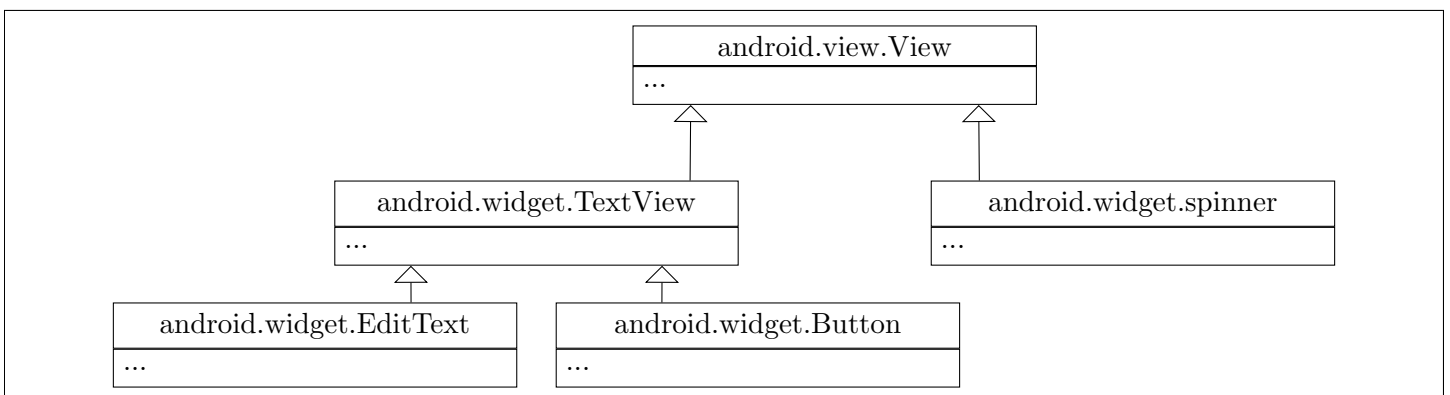 android.view.View
...
android.widget.TextView
...
android.widget.spinner
...
android.widget.EditText
...
android.widget.Button
...